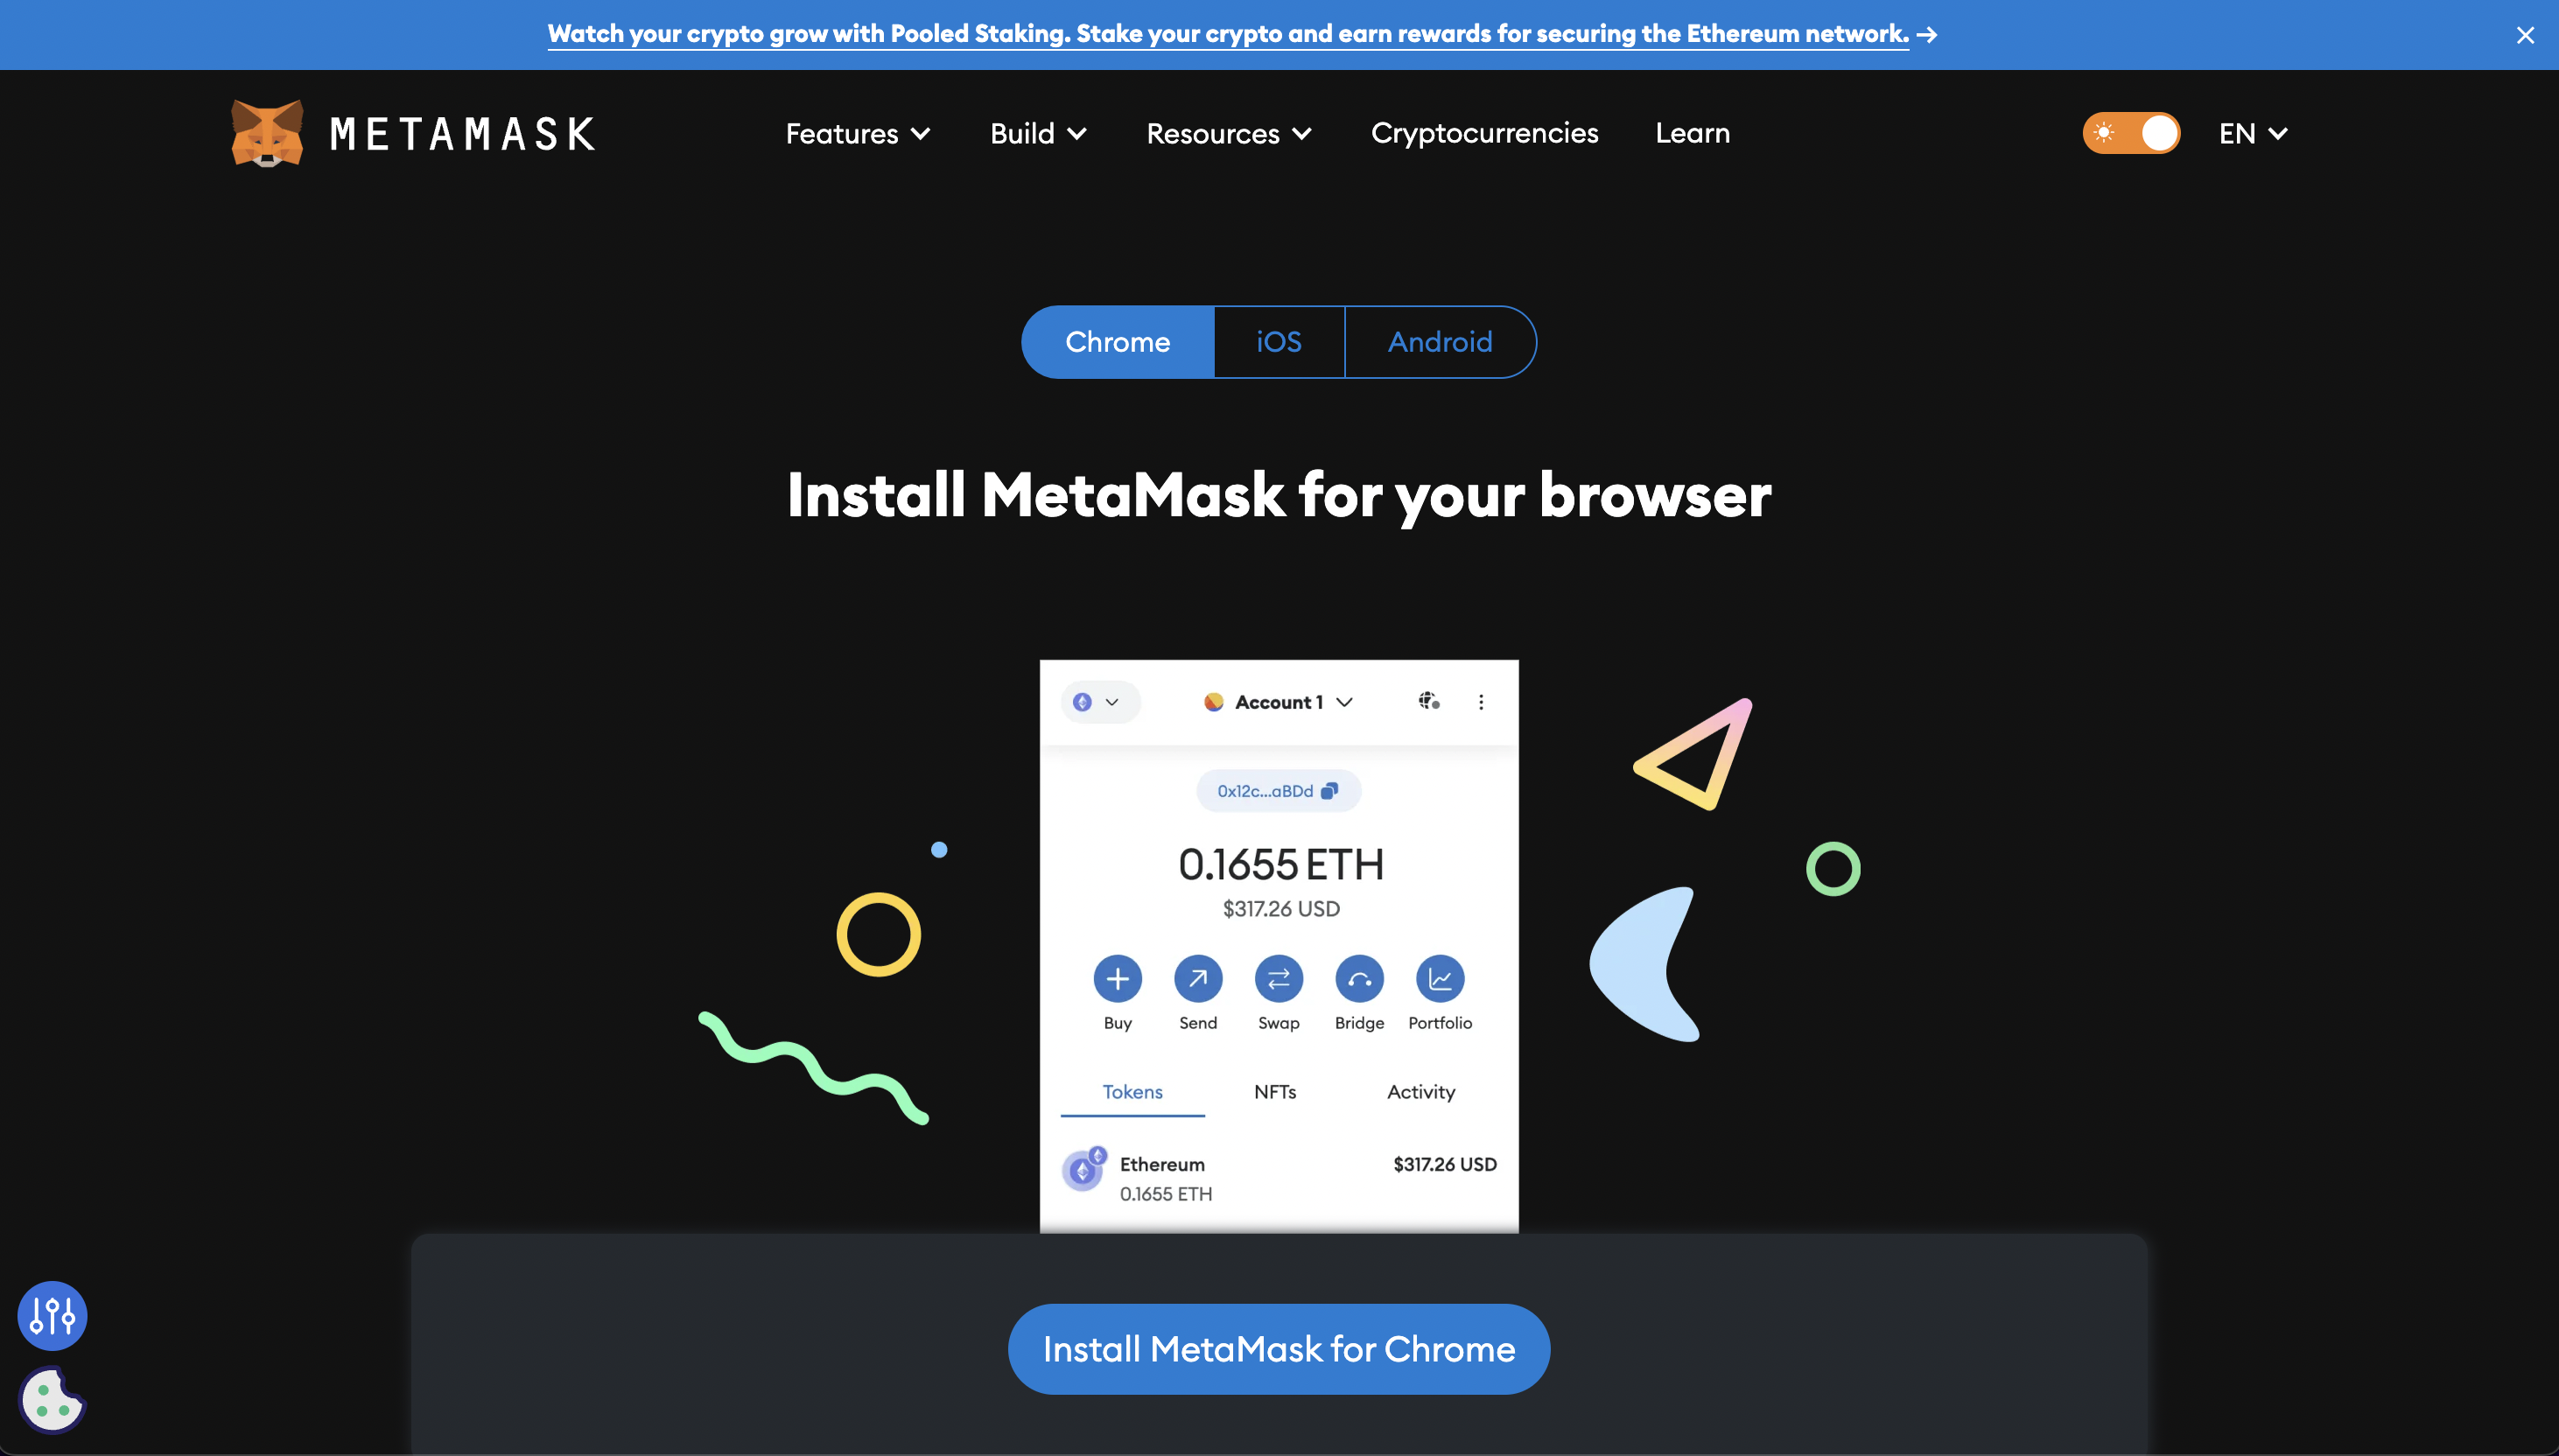 Watch your crypto grow with Pooled Staking. Stake your crypto and earn rewards for securing the Ethereum network. →
METAMASK
Features
Build
Resources
Cryptocurrencies
Learn
EN
Chrome
iOS
Android
Install MetaMask for your browser
Account 1
0x12c...aBDd
0.1655 ETH
$317.26 USD
Buy
Send
Swap
Bridge
Portfolio
Tokens
NFTs
Activity
Ethereum
$317.26 USD
0.1655 ETH
Install MetaMask for Chrome